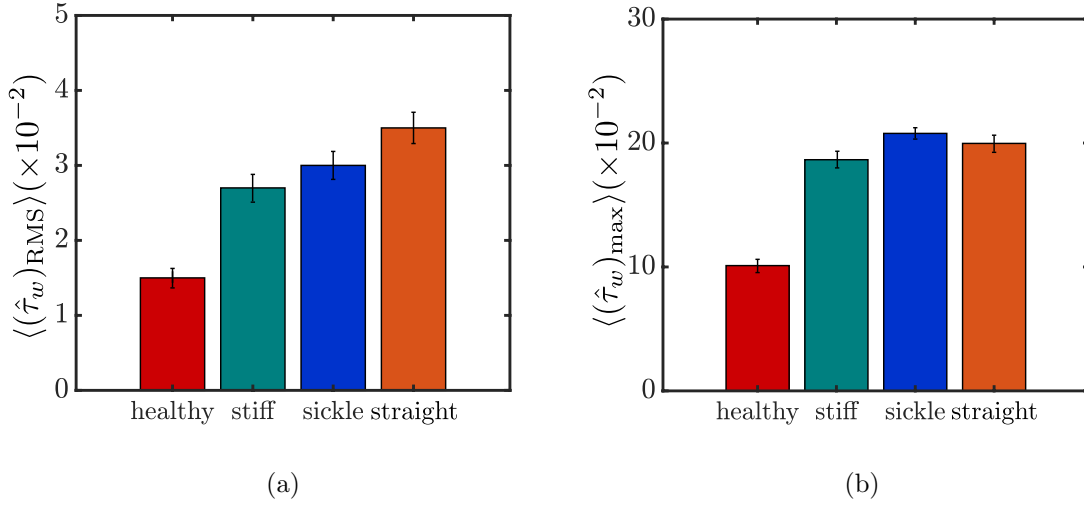 5
4
3
2
1
0
⟨(τ̂_w)_RMS⟩(×10⁻²)
healthy stiff sickle straight
(a)
30
20
10
0
⟨(τ̂_w)_max⟩(×10⁻²)
healthy stiff sickle straight
(b)